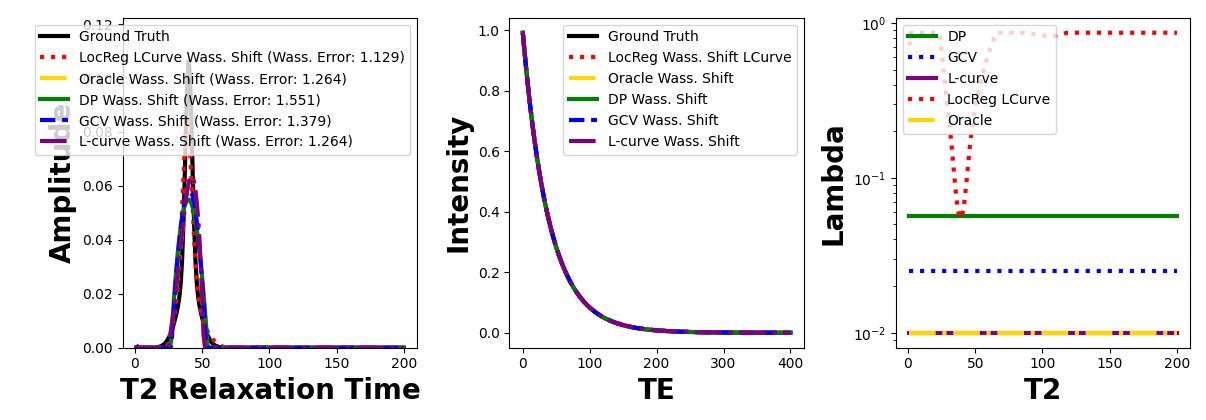 0.12
0.08
0.06
0.04
0.02
0.00
Amplitude
Ground Truth
LocReg LCurve Wass. Shift (Wass. Error: 1.129)
Oracle Wass. Shift (Wass. Error: 1.264)
DP Wass. Shift (Wass. Error: 1.551)
GCV Wass. Shift (Wass. Error: 1.379)
L-curve Wass. Shift (Wass. Error: 1.264)
0 50 100 150 200
T2 Relaxation Time
1.0
0.8
0.6
0.4
0.2
0.0
Intensity
Ground Truth
LocReg Wass. Shift LCurve
Oracle Wass. Shift
DP Wass. Shift
GCV Wass. Shift
L-curve Wass. Shift
0 100 200 300 400
TE
10⁰
10⁻¹
10⁻²
Lambda
DP
GCV
L-curve
LocReg LCurve
Oracle
0 50 100 150 200
T2